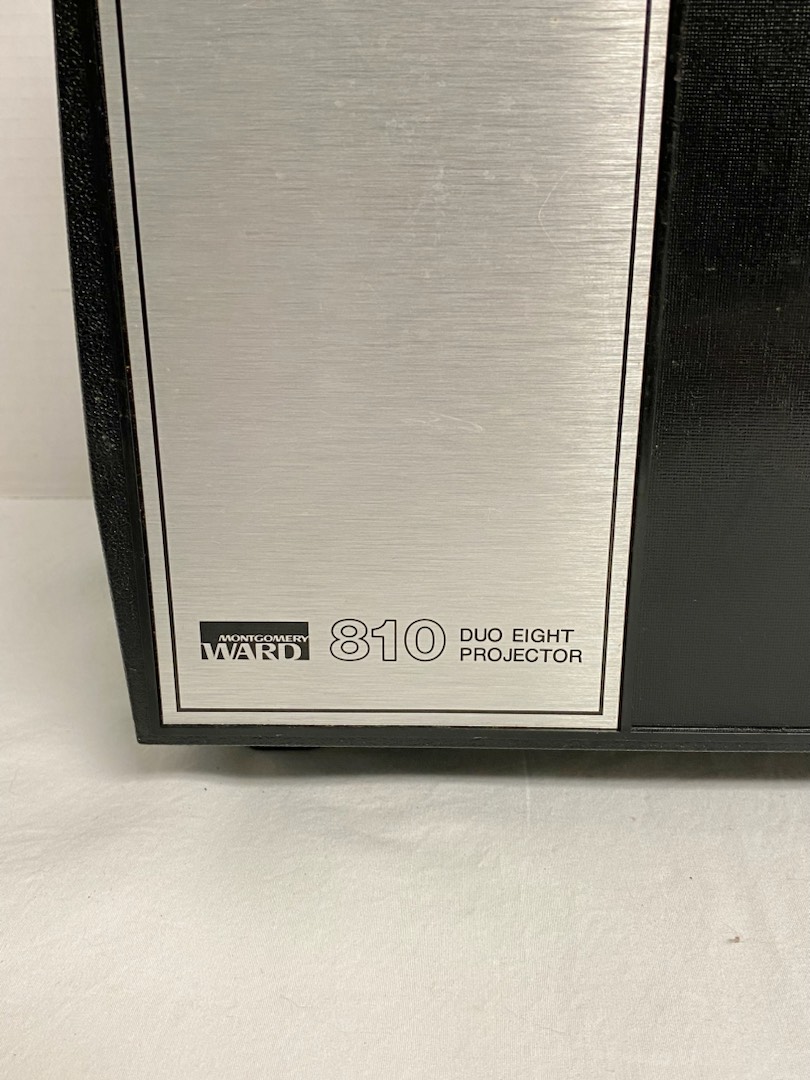 MONTGOMERY
WARD
810
DUO EIGHT
PROJECTOR